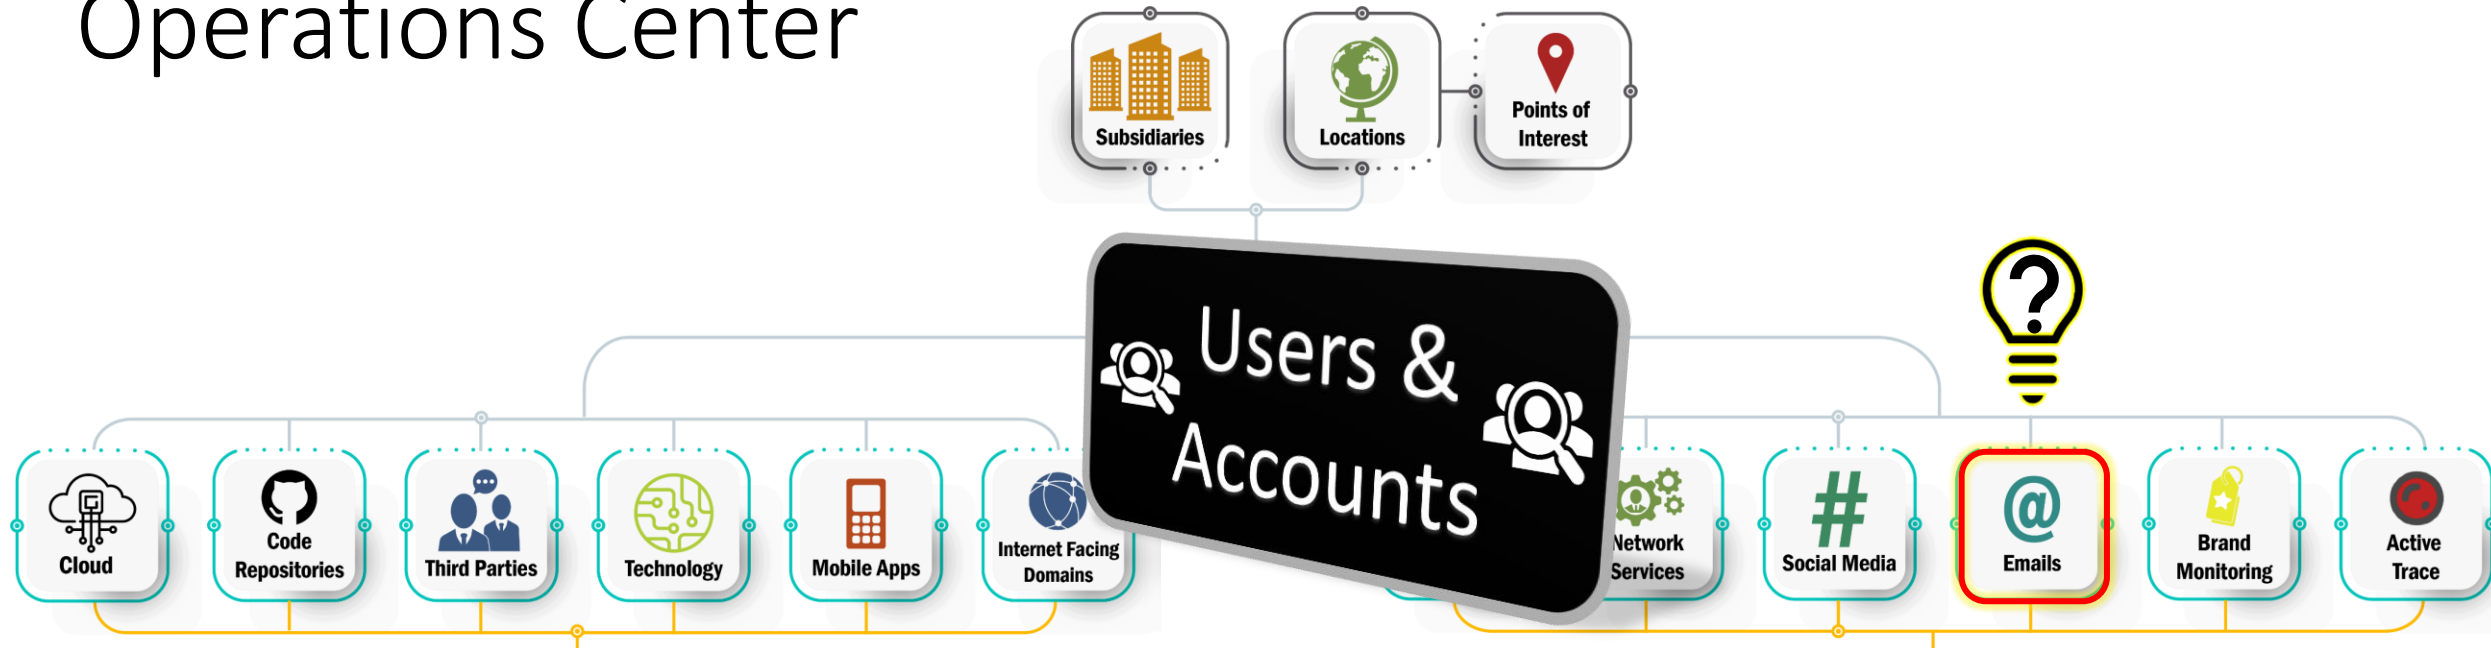 Operations Center
Subsidiaries
Locations
Points of
Interest
?
Users &
Accounts
Cloud
Code
Repositories
Third Parties
Technology
Mobile Apps
Internet Facing
Domains
Network
Services
#
Social Media
@
Emails
Brand
Monitoring
Active
Trace